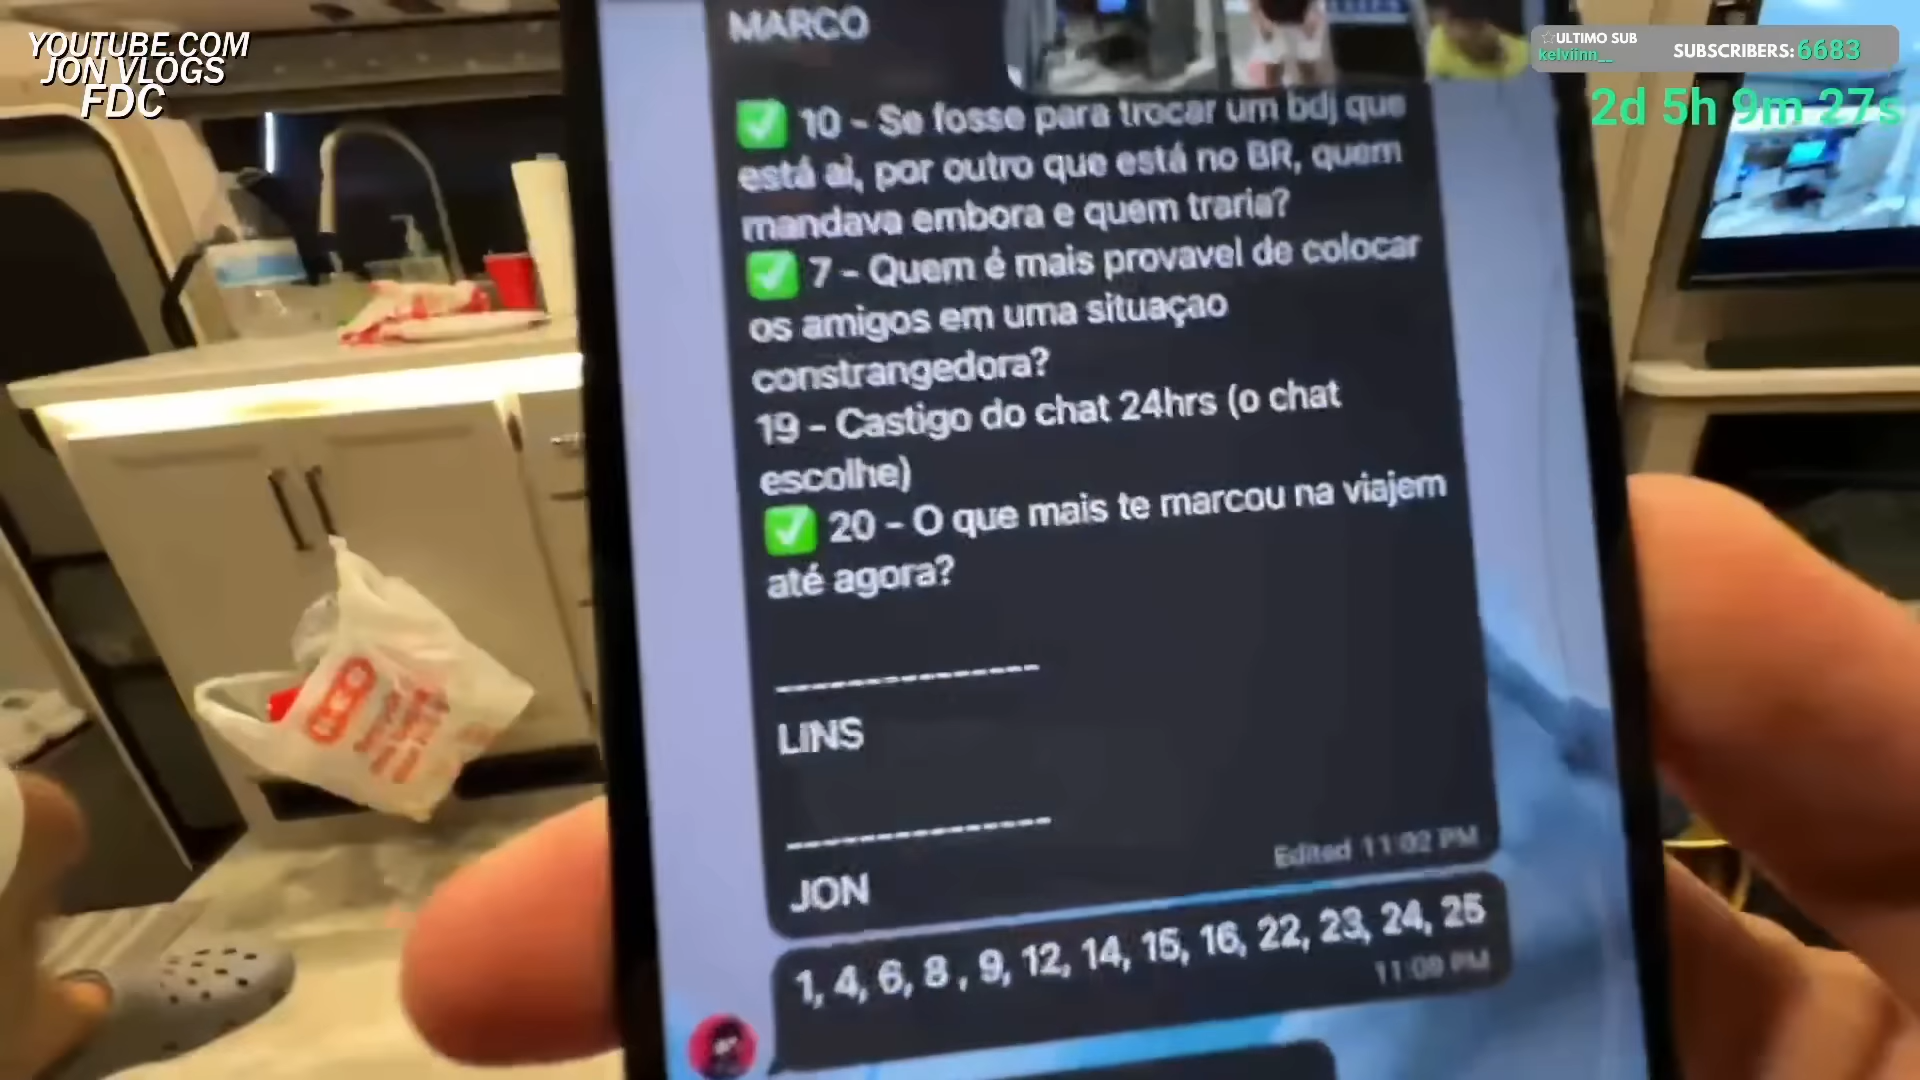 YOUTUBE.COM
JON VLOGS
FDC
☆ULTIMO SUB
kelviinn__
SUBSCRIBERS: 6683
2d 5h 9m 27s
MARCO
✅ 10 - Se fosse para trocar um bdj que
está ai, por outro que está no BR, quem
mandava embora e quem traria?
✅ 7 - Quem é mais provavel de colocar
os amigos em uma situaçao
constrangedora?
19 - Castigo do chat 24hrs (o chat
escolhe)
✅ 20 - O que mais te marcou na viajem
até agora?
---------------
LINS
---------------
JON
Edited 11:02 PM
1, 4, 6, 8 , 9, 12, 14, 15, 16, 22, 23, 24, 25
11:09 PM